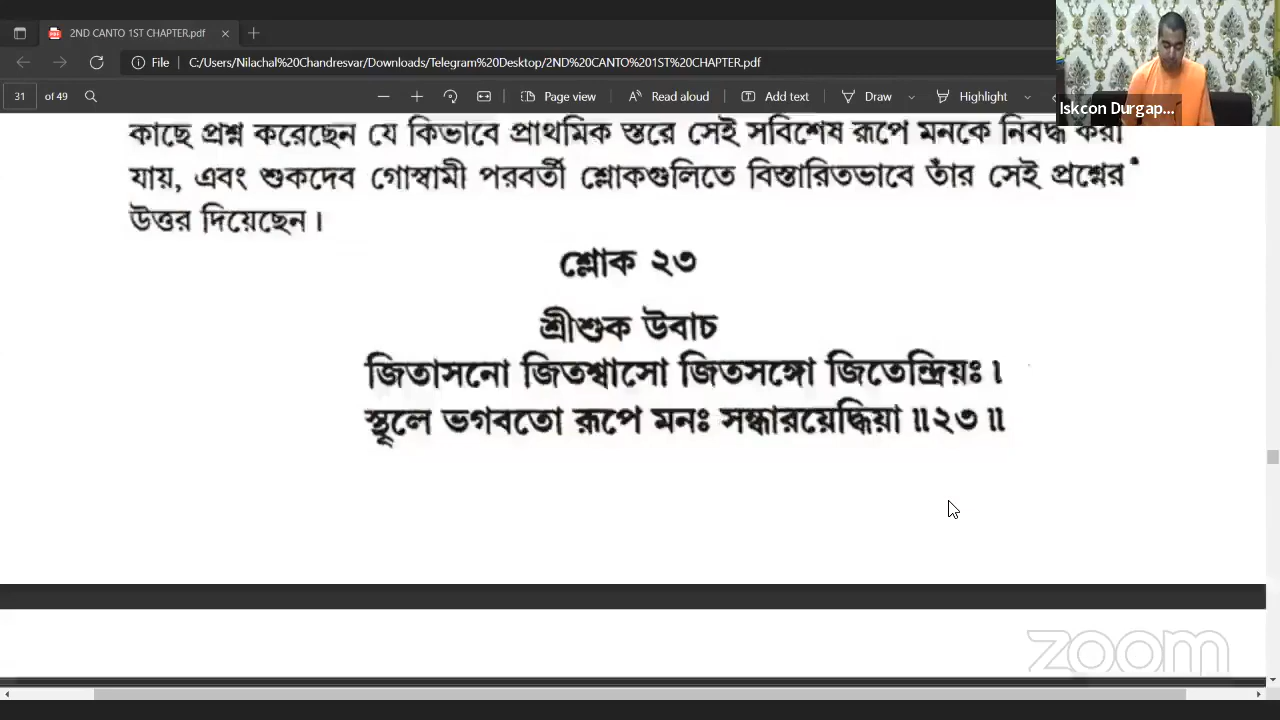 2ND CANTO 1ST CHAPTER.pdf
File C:/Users/Nilachal%20Chandresvar/Downloads/Telegram%20Desktop/2ND%20CANTO%201ST%20CHAPTER.pdf
31 of 49 Page view Read aloud Add text Draw Highlight
Iskcon Durgap...
কাছে প্রশ্ন করেছেন যে কিভাবে প্রাথমিক স্তরে সেই সবিশেষ রূপে মনকে নিবদ্ধ করা
যায়, এবং শুকদেব গোস্বামী পরবর্তী শ্লোকগুলিতে বিস্তারিতভাবে তাঁর সেই প্রশ্নের
উত্তর দিয়েছেন।
শ্লোক ২৩
শ্রীশুক উবাচ
জিতাসনো জিতশ্বাসো জিতসঙ্গো জিতেন্দ্রিয়ঃ।
স্থূলে ভগবতো রূপে মনঃ সন্ধারয়েদ্ধিয়া ॥২৩॥
zoom